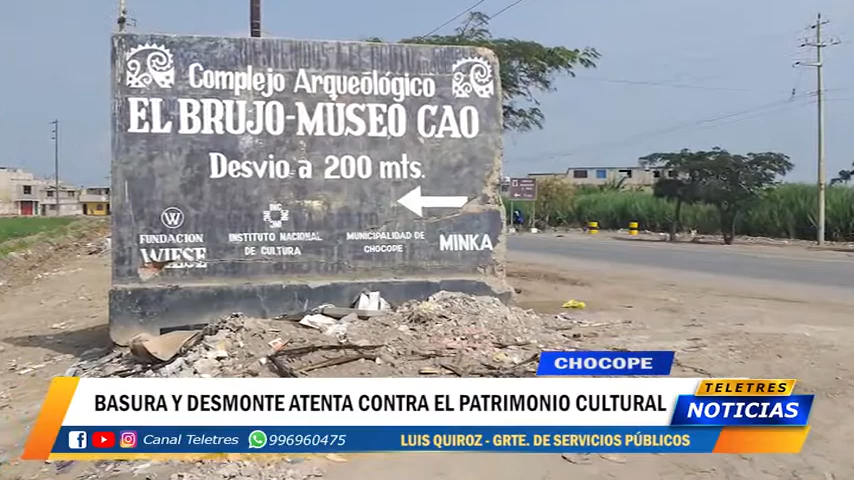 BIENVENIDOS
Complejo Arqueológico
EL BRUJO-MUSEO CAO
Desvio a 200 mts.
W
FUNDACION
WIESE
INC
INSTITUTO NACIONAL
DE CULTURA
MUNICIPALIDAD DE
CHOCOPE
MINKA
CHOCOPE
BASURA Y DESMONTE ATENTA CONTRA EL PATRIMONIO CULTURAL
TELETRES
NOTICIAS
Canal Teletres
996960475
LUIS QUIROZ - GRTE. DE SERVICIOS PÚBLICOS